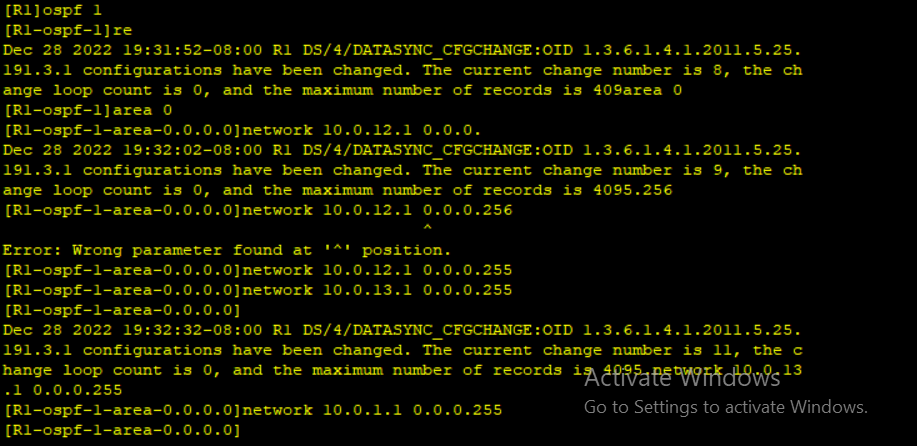 [R1]ospf 1
[R1-ospf-1]re
Dec 28 2022 19:31:52-08:00 R1 DS/4/DATASYNC_CFGCHANGE:OID 1.3.6.1.4.1.2011.5.25.
191.3.1 configurations have been changed. The current change number is 8, the ch
ange loop count is 0, and the maximum number of records is 409area 0
[R1-ospf-1]area 0
[R1-ospf-1-area-0.0.0.0]network 10.0.12.1 0.0.0.
Dec 28 2022 19:32:02-08:00 R1 DS/4/DATASYNC_CFGCHANGE:OID 1.3.6.1.4.1.2011.5.25.
191.3.1 configurations have been changed. The current change number is 9, the ch
ange loop count is 0, and the maximum number of records is 4095.256
[R1-ospf-1-area-0.0.0.0]network 10.0.12.1 0.0.0.256
^
Error: Wrong parameter found at '^' position.
[R1-ospf-1-area-0.0.0.0]network 10.0.12.1 0.0.0.255
[R1-ospf-1-area-0.0.0.0]network 10.0.13.1 0.0.0.255
[R1-ospf-1-area-0.0.0.0]
Dec 28 2022 19:32:32-08:00 R1 DS/4/DATASYNC_CFGCHANGE:OID 1.3.6.1.4.1.2011.5.25.
191.3.1 configurations have been changed. The current change number is 11, the c
hange loop count is 0, and the maximum number of records is 4095.network 10.0.13
.1 0.0.0.255
[R1-ospf-1-area-0.0.0.0]network 10.0.1.1 0.0.0.255
[R1-ospf-1-area-0.0.0.0]
Activate Windows
Go to Settings to activate Windows.